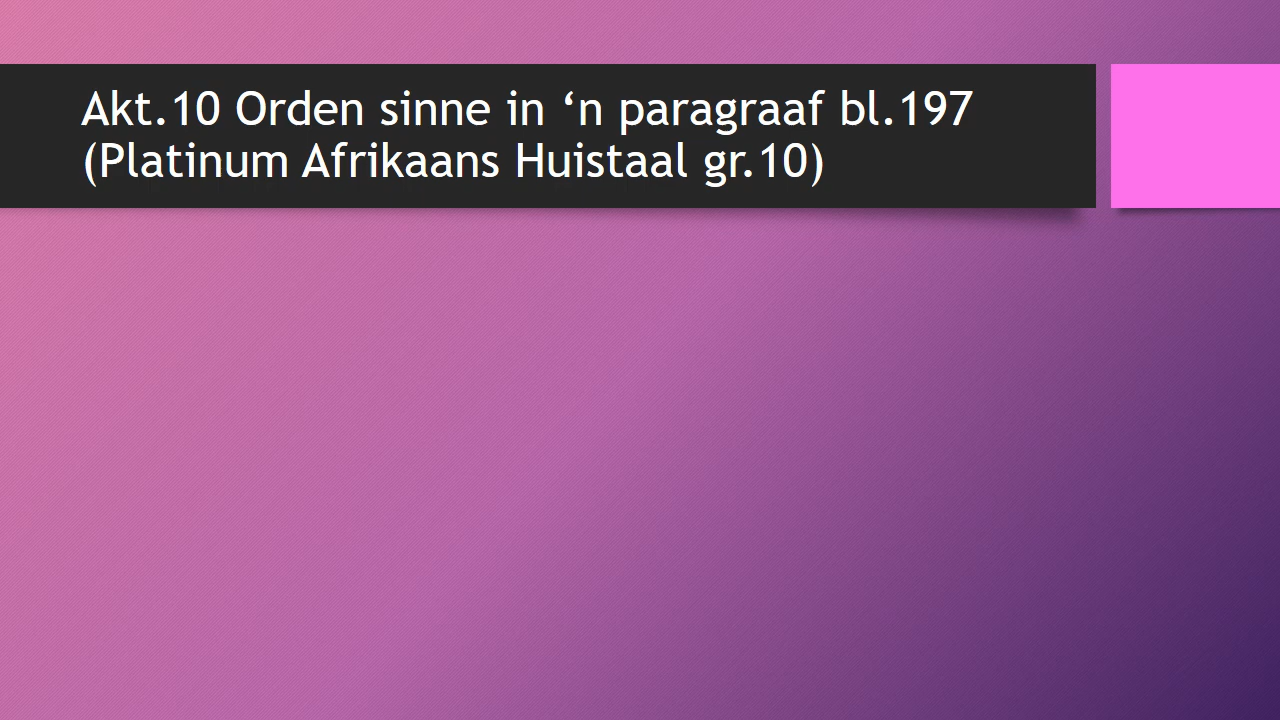 Akt.10 Orden sinne in ‘n paragraaf bl.197
(Platinum Afrikaans Huistaal gr.10)